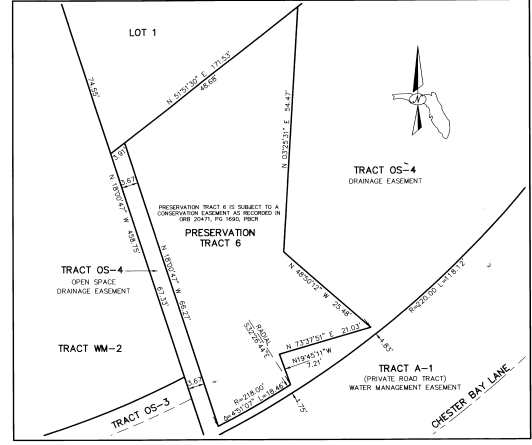 LOT 1
N 51°51'30" E 171.53'
48.68'
74.55'
N 03°25'31" E 54.47'
N
TRACT OS-4
DRAINAGE EASEMENT
3.91'
3.67'
N 18°00'47" W 458.75'
67.33'
PRESERVATION TRACT 6 IS SUBJECT TO A
CONSERVATION EASEMENT AS RECORDED IN
ORB 20471, PG 1690, PBCR
PRESERVATION
TRACT 6
N 18°00'47" W 66.27'
TRACT OS-4
OPEN SPACE
DRAINAGE EASEMENT
N 48°50'12" W 25.48'
R=220.00 L=118.12'
TRACT WM-2
RADIAL
S32°26'44"E
N 73°37'51" E 21.03'
N19°45'11"W
7.21'
4.83'
TRACT A-1
(PRIVATE ROAD TRACT)
WATER MANAGEMENT EASEMENT
CHESTER BAY LANE
TRACT OS-3
3.67'
R=218.00'
Δ=4°51'07" L=18.46'
4.75'